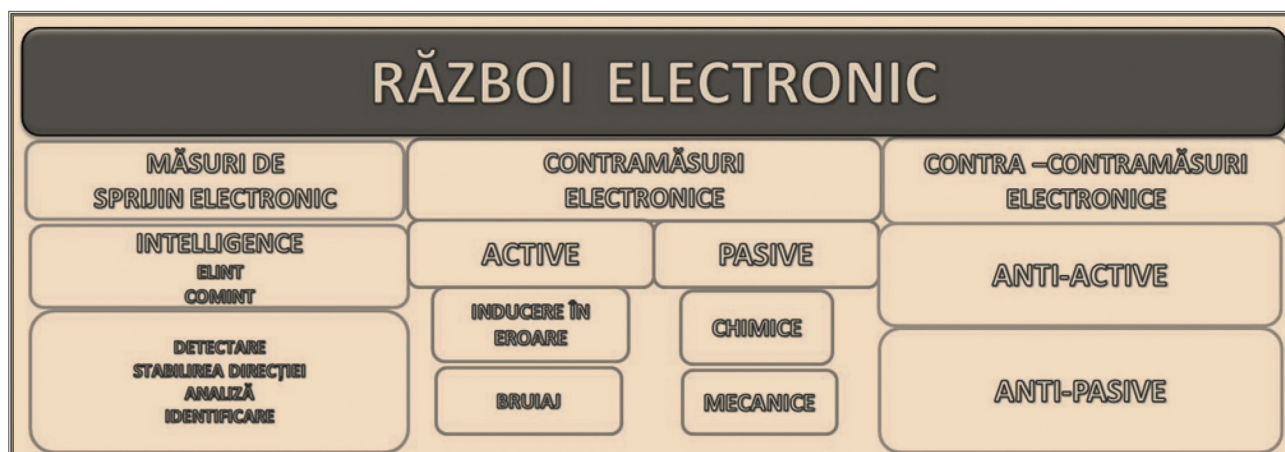 RĂZBOI ELECTRONIC
MĂSURI DE
SPRIJIN ELECTRONIC
INTELLIGENCE
ELINT
COMINT
DETECTARE
STABILIREA DIRECȚIEI
ANALIZĂ
IDENTIFICARE
CONTRAMĂSURI
ELECTRONICE
ACTIVE
INDUCERE ÎN
EROARE
BRUIAJ
PASIVE
CHIMICE
MECANICE
CONTRA –CONTRAMĂSURI
ELECTRONICE
ANTI-ACTIVE
ANTI-PASIVE